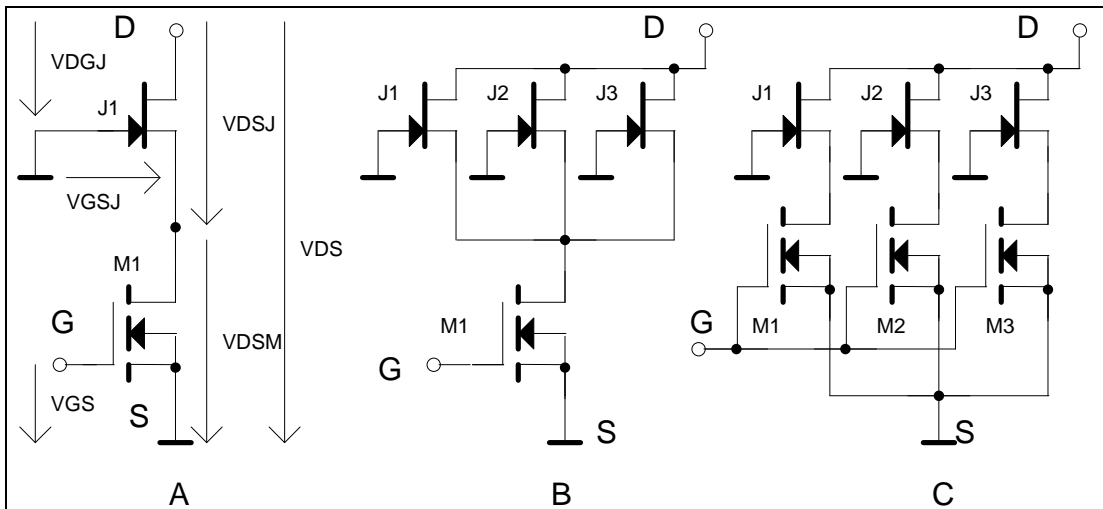 D
VDGJ
J1
VDSJ
VGSJ
VDS
M1
G
VDSM
VGS
S
A
D
J1 J2 J3
M1
G
S
B
D
J1 J2 J3
G
M1 M2 M3
S
C